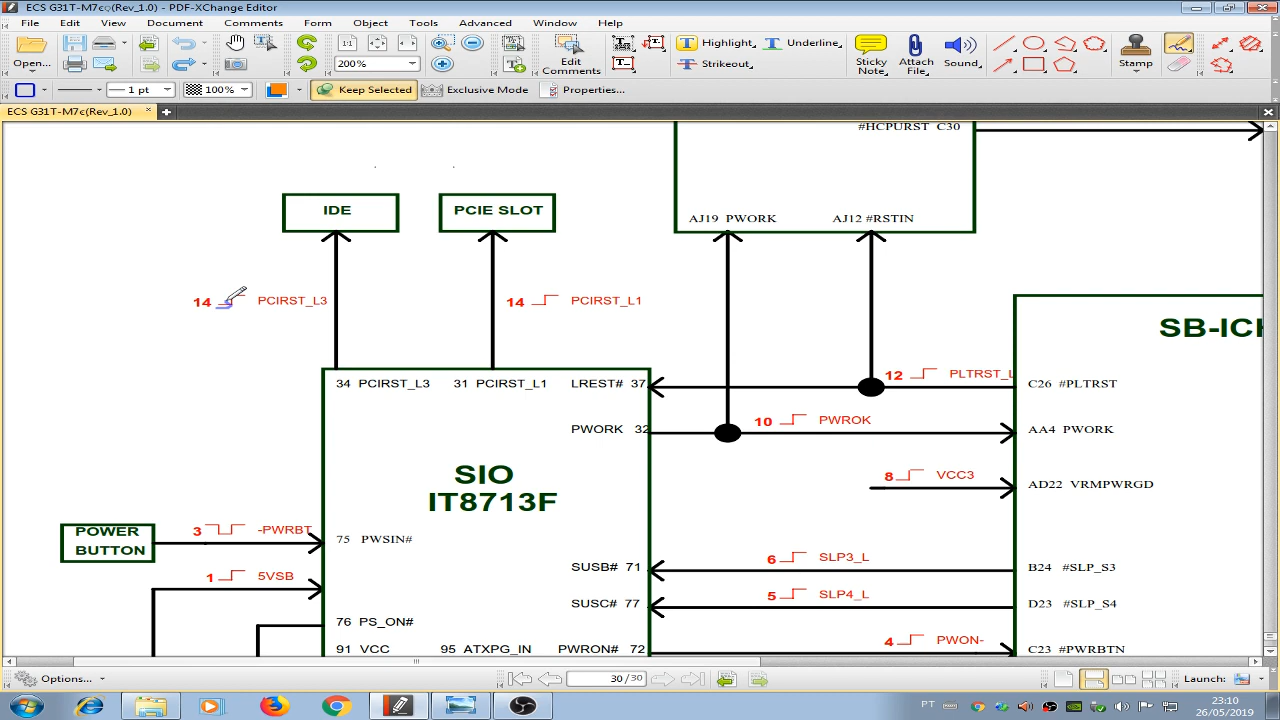 ECS G31T-M7c(Rev_1.0) - PDF-XChange Editor
File Edit View Document Comments Form Object Tools Advanced Window Help
Open...
200%
Edit Comments
Highlight
Strikeout
Underline
Sticky Note
Attach File
Sound
Stamp
1 pt
100%
Keep Selected
Exclusive Mode
Properties...
ECS G31T-M7c(Rev_1.0)
#HCPURST C30
IDE
PCIE SLOT
AJ19 PWORK
AJ12 #RSTIN
14 PCIRST_L3
14 PCIRST_L1
SB-ICH
34 PCIRST_L3
31 PCIRST_L1
LREST# 37
12 PLTRST_L
C26 #PLTRST
PWORK 32
10 PWROK
AA4 PWORK
SIO
IT8713F
8 VCC3
AD22 VRMPWRGD
POWER
BUTTON
3 -PWRBT
75 PWSIN#
1 5VSB
SUSB# 71
6 SLP3_L
B24 #SLP_S3
SUSC# 77
5 SLP4_L
D23 #SLP_S4
76 PS_ON#
91 VCC
95 ATXPG_IN
PWRON# 72
4 PWON-
C23 #PWRBTN
Options...
30 / 30
Launch:
PT
23:10
26/05/2019